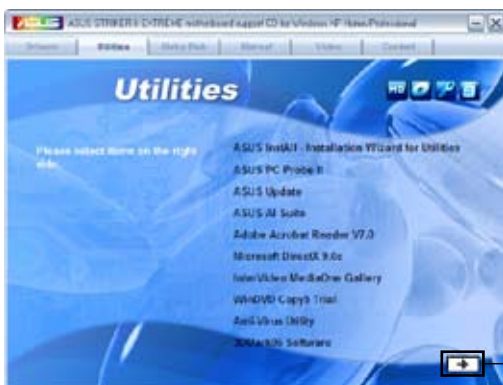 ASUS STRIKER II EXTREME motherboard support CD for Windows XP Home/Professional
Drivers Utilities Make Disk Manual Video Contact
Utilities
Please select items on the right side.
ASUS InstAll - Installation Wizard for Utilities
ASUS PC Probe II
ASUS Update
ASUS AI Suite
Adobe Acrobat Reader V7.0
Microsoft DirectX 9.0c
InterVideo MediaOne Gallery
WinDVD Copy5 Trial
Anti-Virus Utility
3DMark06 Software